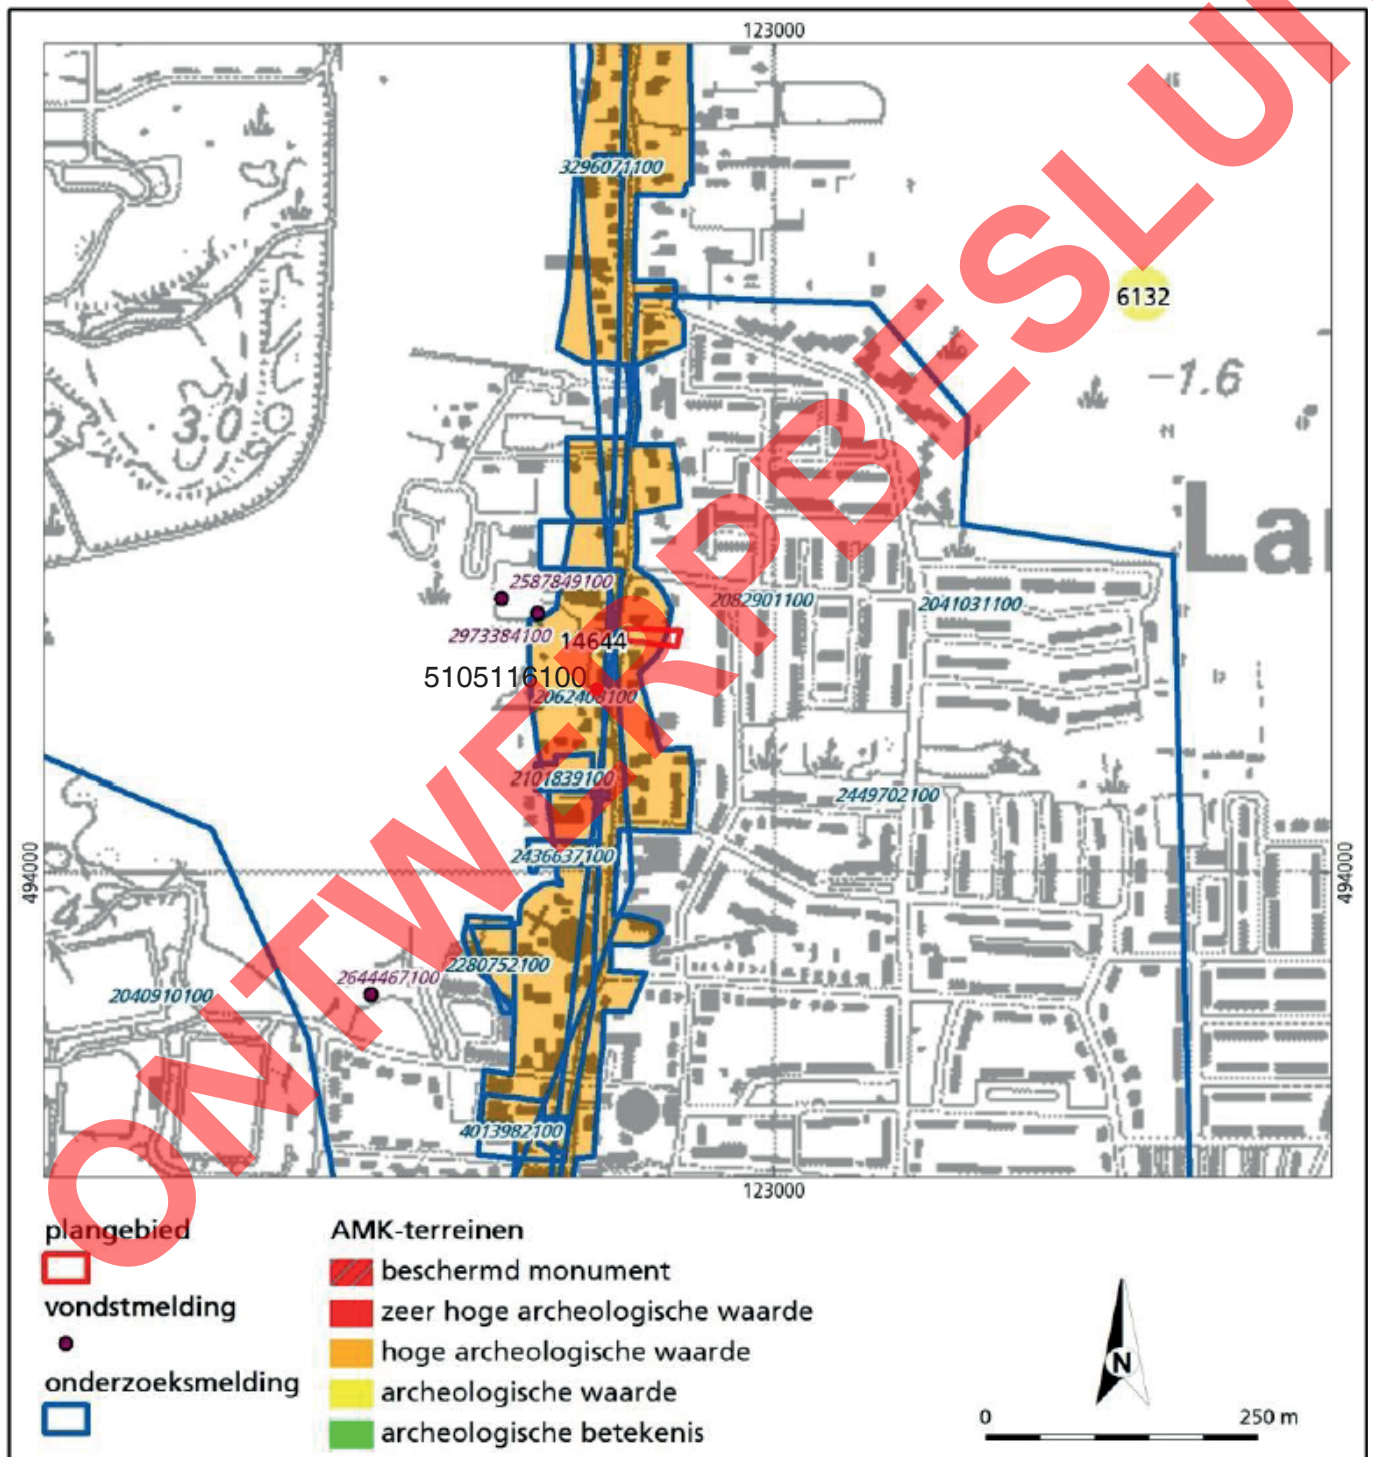 123000
3296071100
6132
-1.6
3.0
La
2587849100
2082901100
2041031100
2973384100
14644
5105116100
2062408100
2101839100
2449702100
2436637100
494000
494000
2280752100
2644467100
2040910100
4013982100
123000
ONTWERPBESLUI
plangebied
vondstmelding
onderzoeksmelding
AMK-terreinen
beschermd monument
zeer hoge archeologische waarde
hoge archeologische waarde
archeologische waarde
archeologische betekenis
N
0 250 m